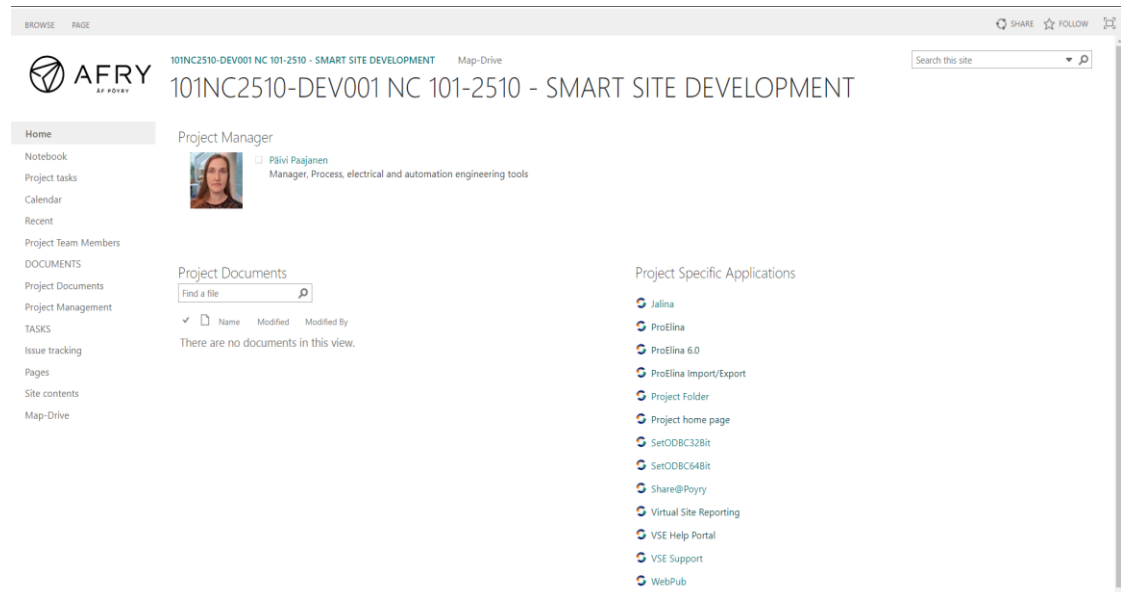 BROWSE PAGE
SHARE FOLLOW
AFRY
ÅF PÖYRY
101NC2510-DEV001 NC 101-2510 - SMART SITE DEVELOPMENT Map-Drive
Search this site
101NC2510-DEV001 NC 101-2510 - SMART SITE DEVELOPMENT
Home
Notebook
Project tasks
Calendar
Recent
Project Team Members
DOCUMENTS
Project Documents
Project Management
TASKS
Issue tracking
Pages
Site contents
Map-Drive
Project Manager
Päivi Paajanen
Manager, Process, electrical and automation engineering tools
Project Documents
Find a file
Name Modified Modified By
There are no documents in this view.
Project Specific Applications
Jalina
ProElina
ProElina 6.0
ProElina Import/Export
Project Folder
Project home page
SetODBC32Bit
SetODBC64Bit
Share@Poyry
Virtual Site Reporting
VSE Help Portal
VSE Support
WebPub